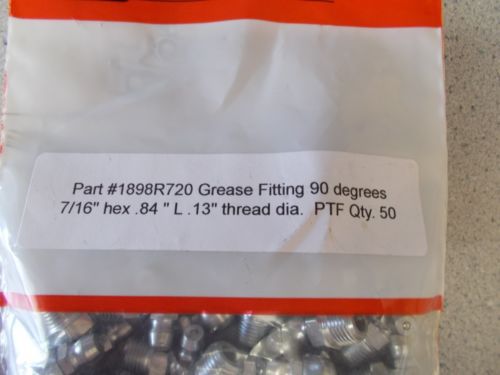 Part #1898R720 Grease Fitting 90 degrees
7/16" hex .84 " L .13" thread dia. PTF Qty. 50